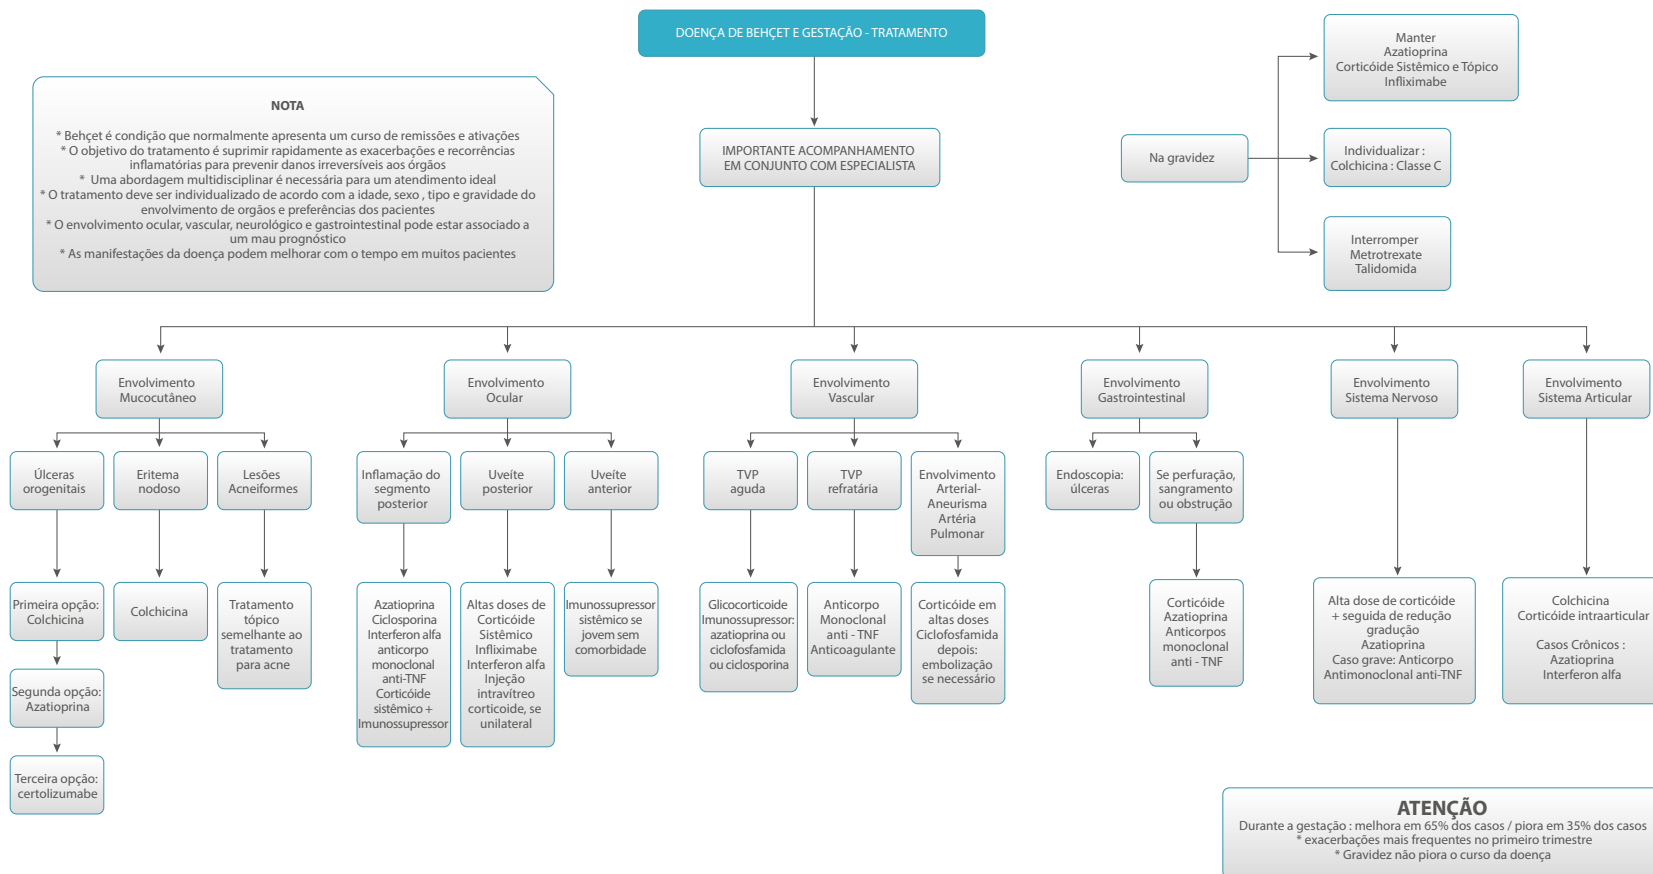 DOENÇA DE BEHÇET E GESTAÇÃO - TRATAMENTO
NOTA
* Behçet é condição que normalmente apresenta um curso de remissões e ativações
* O objetivo do tratamento é suprimir rapidamente as exacerbações e recorrências
inflamatórias para prevenir danos irreversíveis aos órgãos
* Uma abordagem multidisciplinar é necessária para um atendimento ideal
* O tratamento deve ser individualizado de acordo com a idade, sexo , tipo e gravidade do
envolvimento de orgãos e preferências dos pacientes
* O envolvimento ocular, vascular, neurológico e gastrointestinal pode estar associado a
um mau prognóstico
* As manifestações da doença podem melhorar com o tempo em muitos pacientes
IMPORTANTE ACOMPANHAMENTO
EM CONJUNTO COM ESPECIALISTA
Na gravidez
Manter
Azatioprina
Corticóide Sistêmico e Tópico
Infliximabe
Individualizar :
Colchicina : Classe C
Interromper
Metrotrexate
Talidomida
Envolvimento
Mucocutâneo
Úlceras
orogenitais
Primeira opção:
Colchicina
Segunda opção:
Azatioprina
Terceira opção:
certolizumabe
Eritema
nodoso
Colchicina
Lesões
Acneiformes
Tratamento
tópico
semelhante ao
tratamento
para acne
Envolvimento
Ocular
Inflamação do
segmento
posterior
Azatioprina
Ciclosporina
Interferon alfa
anticorpo
monoclonal
anti-TNF
Corticóide
sistêmico +
Imunossupressor
Uveíte
posterior
Altas doses de
Corticóide
Sistêmico
Infliximabe
Interferon alfa
Injeção
intravítreo
corticoide, se
unilateral
Uveíte
anterior
Imunossupressor
sistêmico se
jovem sem
comorbidade
Envolvimento
Vascular
TVP
aguda
Glicocorticoide
Imunossupressor:
azatioprina ou
ciclofosfamida
ou ciclosporina
TVP
refratária
Anticorpo
Monoclonal
anti - TNF
Anticoagulante
Envolvimento
Arterial-
Aneurisma
Artéria
Pulmonar
Corticóide em
altas doses
Ciclofosfamida
depois:
embolização
se necessário
Envolvimento
Gastrointestinal
Endoscopia:
úlceras
Se perfuração,
sangramento
ou obstrução
Corticóide
Azatioprina
Anticorpos
monoclonal
anti - TNF
Envolvimento
Sistema Nervoso
Alta dose de corticóide
+ seguida de redução
gradução
Azatioprina
Caso grave: Anticorpo
Antimonoclonal anti-TNF
Envolvimento
Sistema Articular
Colchicina
Corticóide intraarticular
Casos Crônicos :
Azatioprina
Interferon alfa
ATENÇÃO
Durante a gestação : melhora em 65% dos casos / piora em 35% dos casos
* exacerbações mais frequentes no primeiro trimestre
* Gravidez não piora o curso da doença